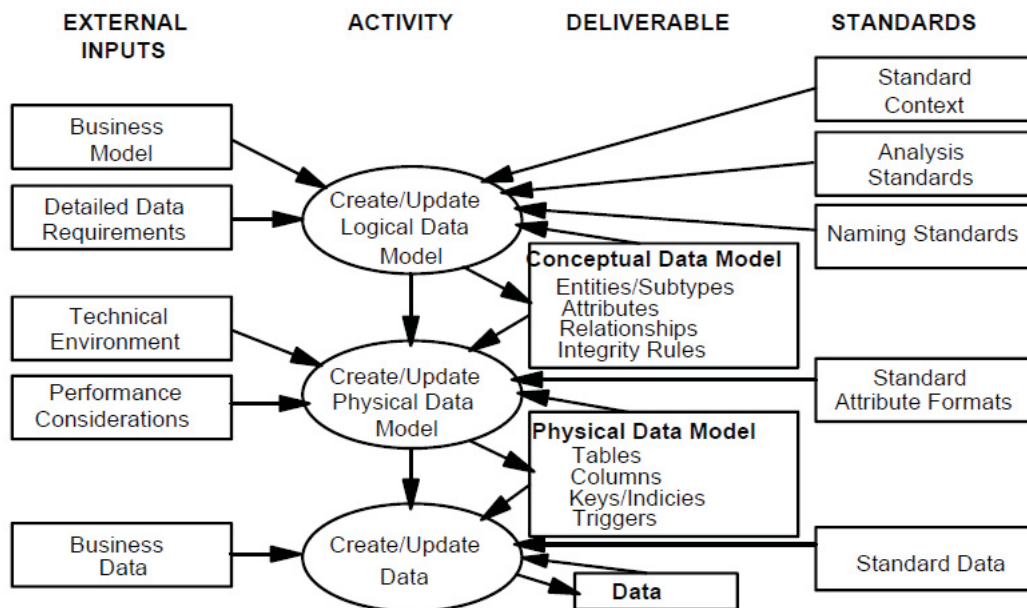 EXTERNAL
INPUTS
ACTIVITY
DELIVERABLE
STANDARDS
Business
Model
Detailed Data
Requirements
Technical
Environment
Performance
Considerations
Business
Data
Create/Update
Logical Data
Model
Create/Update
Physical Data
Model
Create/Update
Data
Conceptual Data Model
Entities/Subtypes
Attributes
Relationships
Integrity Rules
Physical Data Model
Tables
Columns
Keys/Indicies
Triggers
Data
Standard
Context
Analysis
Standards
Naming Standards
Standard
Attribute Formats
Standard Data